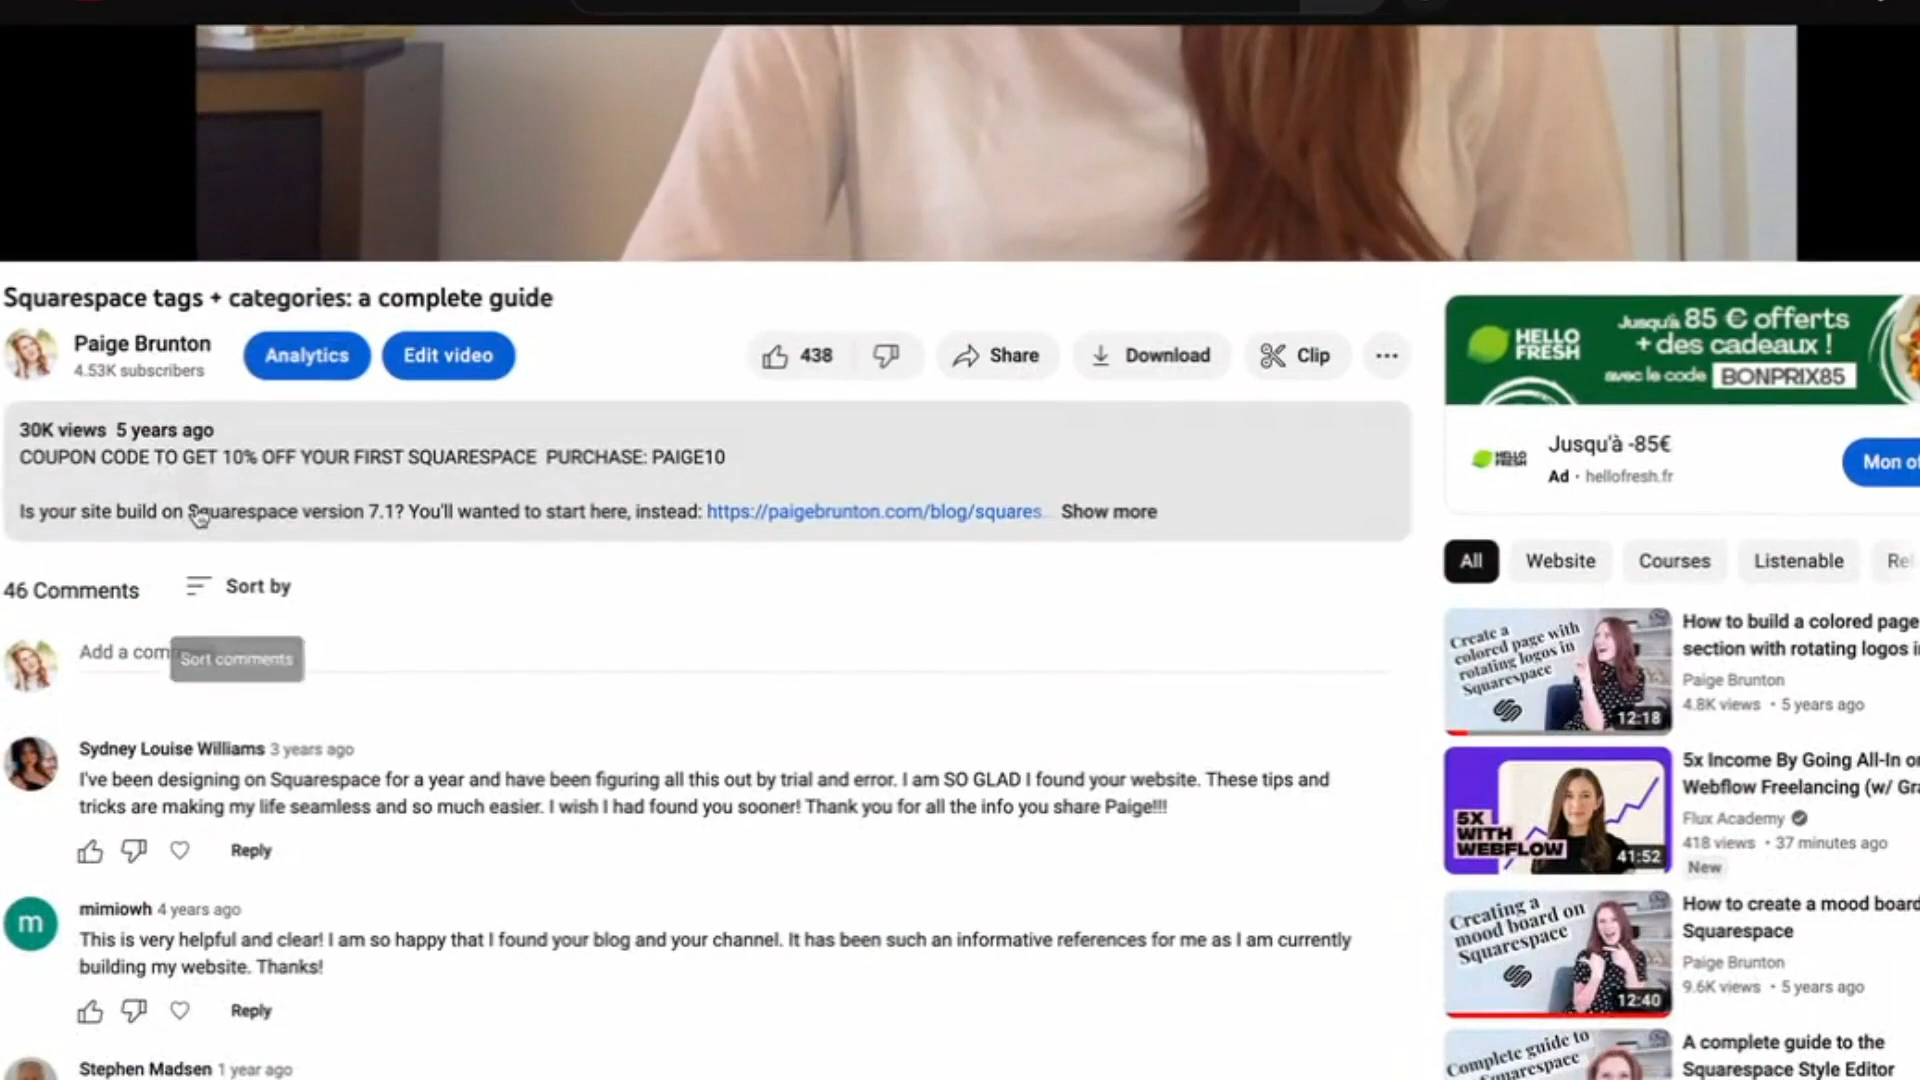 Squarespace tags + categories: a complete guide
Paige Brunton
4.53K subscribers
Analytics
Edit video
438
Share
Download
Clip
30K views 5 years ago
COUPON CODE TO GET 10% OFF YOUR FIRST SQUARESPACE PURCHASE: PAIGE10
Is your site build on Squarespace version 7.1? You'll wanted to start here, instead: https://paigebrunton.com/blog/squares... Show more
46 Comments
Sort by
Add a com
Sort comments
Sydney Louise Williams 3 years ago
I've been designing on Squarespace for a year and have been figuring all this out by trial and error. I am SO GLAD I found your website. These tips and
tricks are making my life seamless and so much easier. I wish I had found you sooner! Thank you for all the info you share Paige!!!
Reply
m
mimiowh 4 years ago
This is very helpful and clear! I am so happy that I found your blog and your channel. It has been such an informative references for me as I am currently
building my website. Thanks!
Reply
Stephen Madsen 1 year ago
HELLO
FRESH
Jusqu'à 85 € offerts
+ des cadeaux !
avec le code BONPRIX85
HELLO
FRESH
Jusqu'à -85€
Ad · hellofresh.fr
Mon of
All
Website
Courses
Listenable
Rel
Create a
colored page with
rotating logos in
Squarespace
12:18
How to build a colored page
section with rotating logos i
Paige Brunton
4.8K views • 5 years ago
5X
WITH
WEBFLOW
41:52
5x Income By Going All-In o
Webflow Freelancing (w/ Gra
Flux Academy
418 views • 37 minutes ago
New
Creating a
mood board on
Squarespace
12:40
How to create a mood board
Squarespace
Paige Brunton
9.6K views • 5 years ago
Complete guide to
Squarespace
A complete guide to the
Squarespace Style Editor